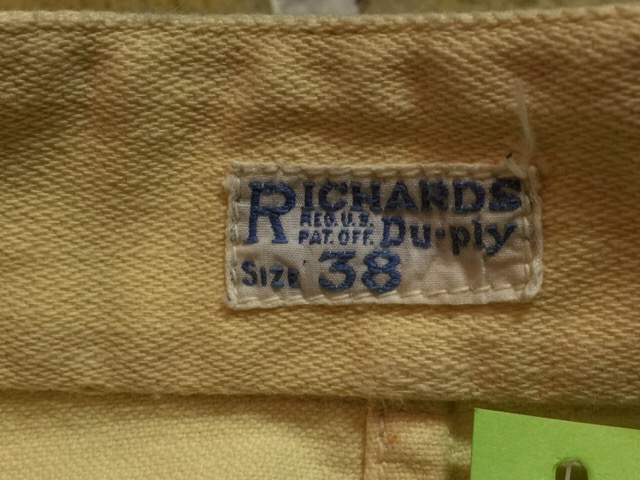 RICHARDS
REG. U.S.
PAT. OFF. Du-ply
SIZE 38